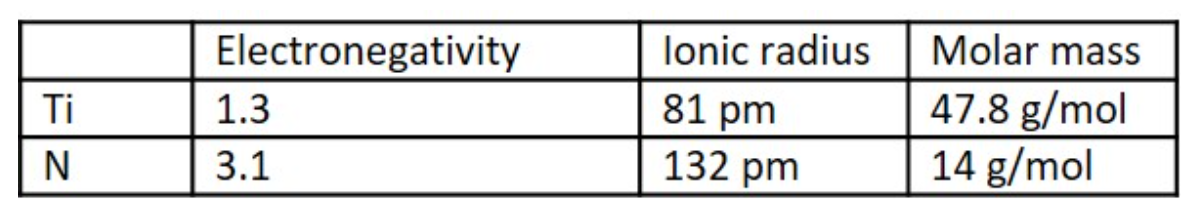 Electronegativity Ionic radius Molar mass
Ti 1.3 81 pm 47.8 g/mol
N 3.1 132 pm 14 g/mol